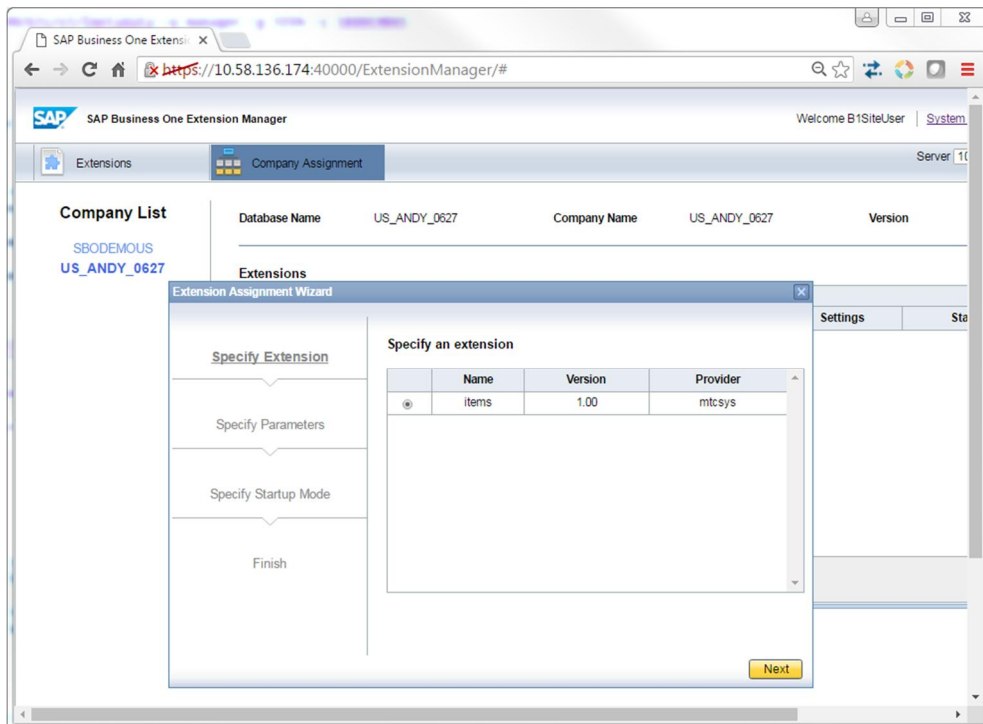 SAP Business One Extensi
https://10.58.136.174:40000/ExtensionManager/#
SAP SAP Business One Extension Manager Welcome B1SiteUser System
Extensions Company Assignment Server 10
Company List
SBODEMOUS
US_ANDY_0627
Database Name US_ANDY_0627 Company Name US_ANDY_0627 Version
Extensions
Settings Sta
Extension Assignment Wizard
Specify Extension
Specify Parameters
Specify Startup Mode
Finish
Specify an extension
Name Version Provider
items 1.00 mtcsys
Next